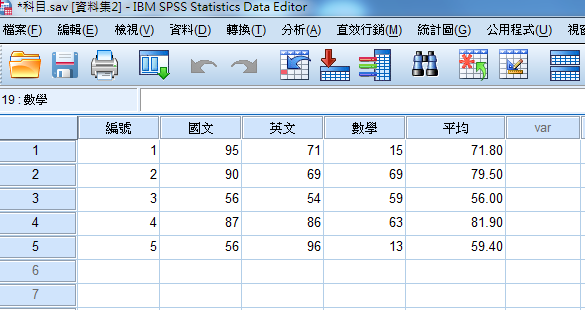 *科目.sav [資料集2] - IBM SPSS Statistics Data Editor
檔案(F) 編輯(E) 檢視(V) 資料(D) 轉換(T) 分析(A) 直效行銷(M) 統計圖(G) 公用程式(U) 視窗
19 : 數學
編號 國文 英文 數學 平均 var
1 1 95 71 15 71.80
2 2 90 69 69 79.50
3 3 56 54 59 56.00
4 4 87 86 63 81.90
5 5 56 96 13 59.40
6
7